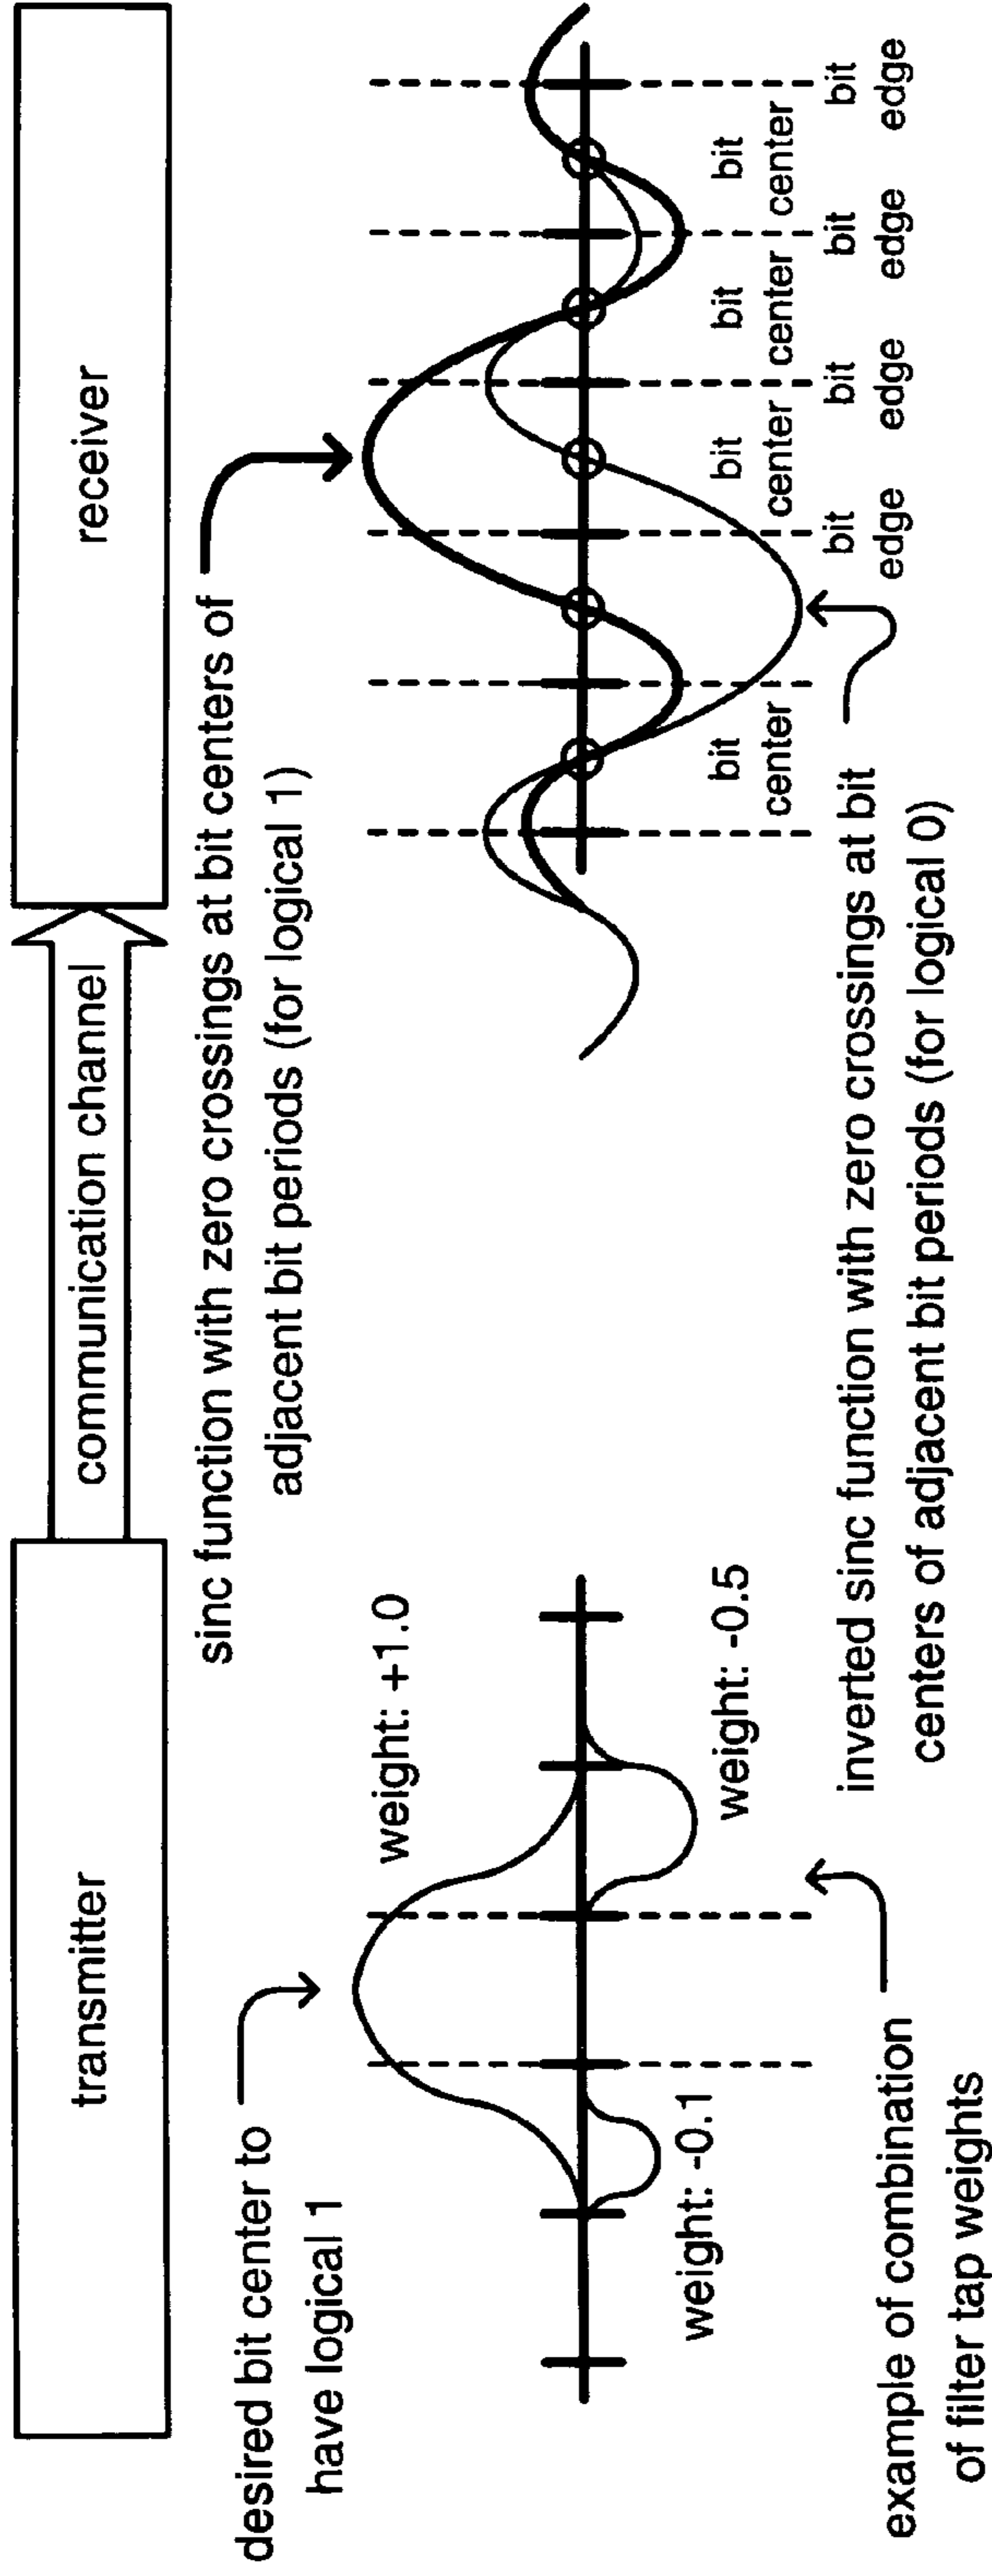 transmitter
communication channel
receiver
desired bit center to
have logical 1
weight: +1.0
weight: -0.1
weight: -0.5
example of combination
of filter tap weights
sinc function with zero crossings at bit centers of
adjacent bit periods (for logical 1)
bit
center
bit
edge
bit
center
bit
edge
bit
center
bit
edge
bit
center
bit
edge
inverted sinc function with zero crossings at bit
centers of adjacent bit periods (for logical 0)